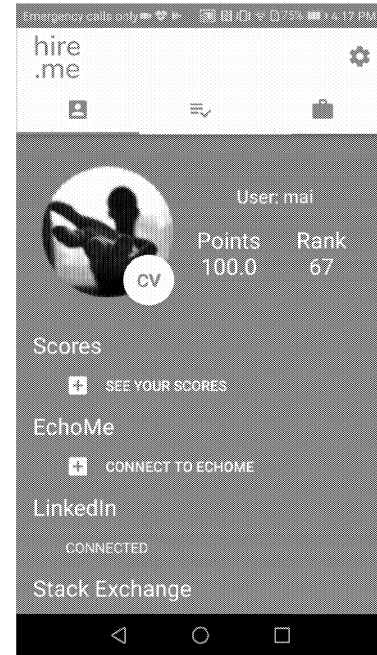 Emergency calls only 75% 4:17 PM
hire
.me
User: mai
Points Rank
100.0 67
CV
Scores
SEE YOUR SCORES
EchoMe
CONNECT TO ECHOME
LinkedIn
CONNECTED
Stack Exchange